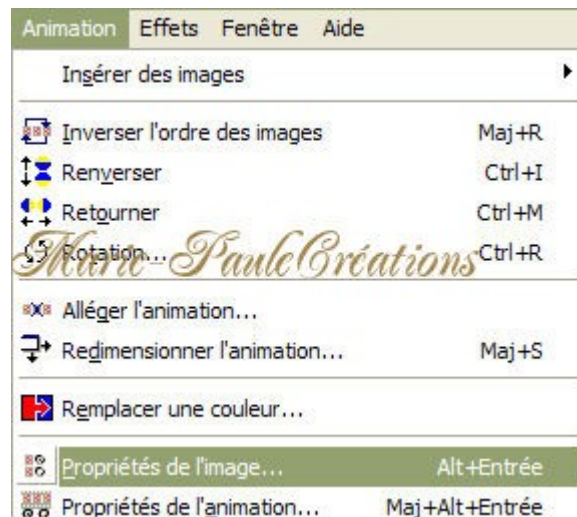 Animation Effets Fenêtre Aide
Insérer des images
Inverser l'ordre des images Maj+R
Renverser Ctrl+I
Retourner Ctrl+M
Rotation... Ctrl+R
Marie-PauleCréations
Alléger l'animation...
Redimensionner l'animation... Maj+S
Remplacer une couleur...
Propriétés de l'image... Alt+Entrée
Propriétés de l'animation... Maj+Alt+Entrée